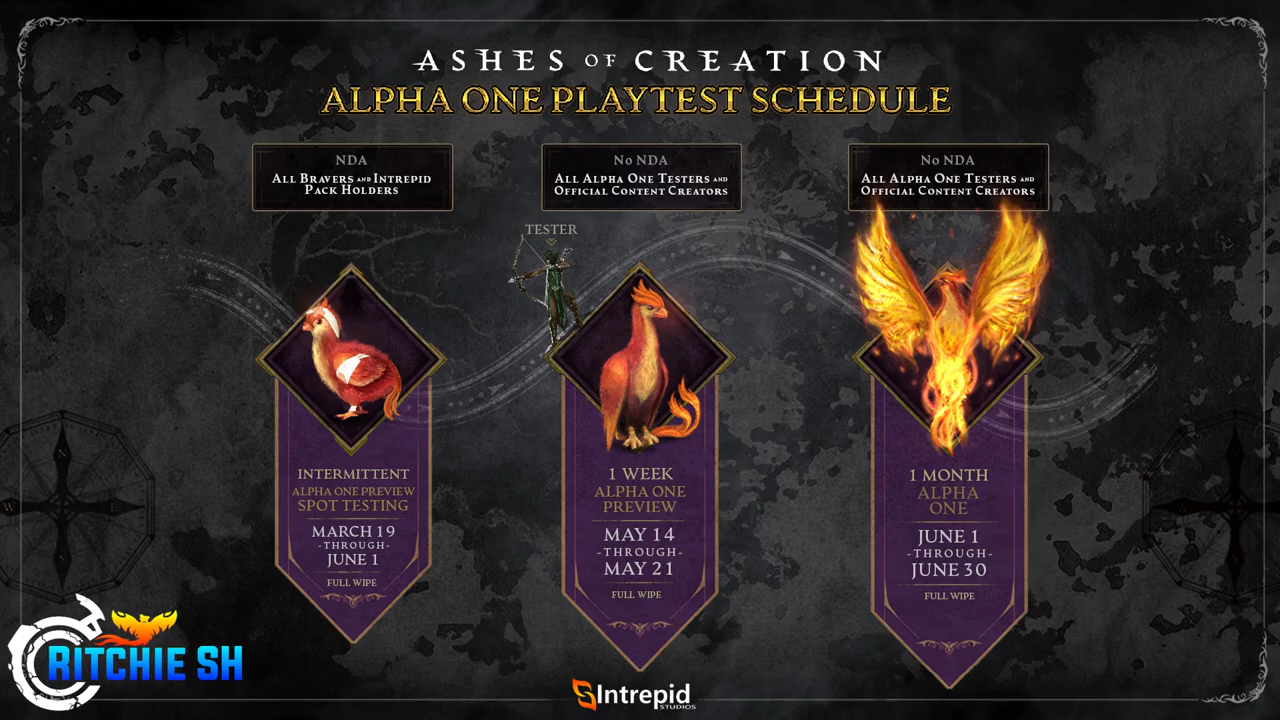 ASHES OF CREATION
ALPHA ONE PLAYTEST SCHEDULE
NDA
ALL BRAVERS AND INTREPID
PACK HOLDERS
No NDA
ALL ALPHA ONE TESTERS AND
OFFICIAL CONTENT CREATORS
No NDA
ALL ALPHA ONE TESTERS AND
OFFICIAL CONTENT CREATORS
TESTER
INTERMITTENT
ALPHA ONE PREVIEW
SPOT TESTING
MARCH 19
-THROUGH-
JUNE 1
FULL WIPE
1 WEEK
ALPHA ONE
PREVIEW
MAY 14
-THROUGH-
MAY 21
FULL WIPE
1 MONTH
ALPHA
ONE
JUNE 1
-THROUGH-
JUNE 30
FULL WIPE
N
W
E
RITCHIE SH
Intrepid
STUDIOS